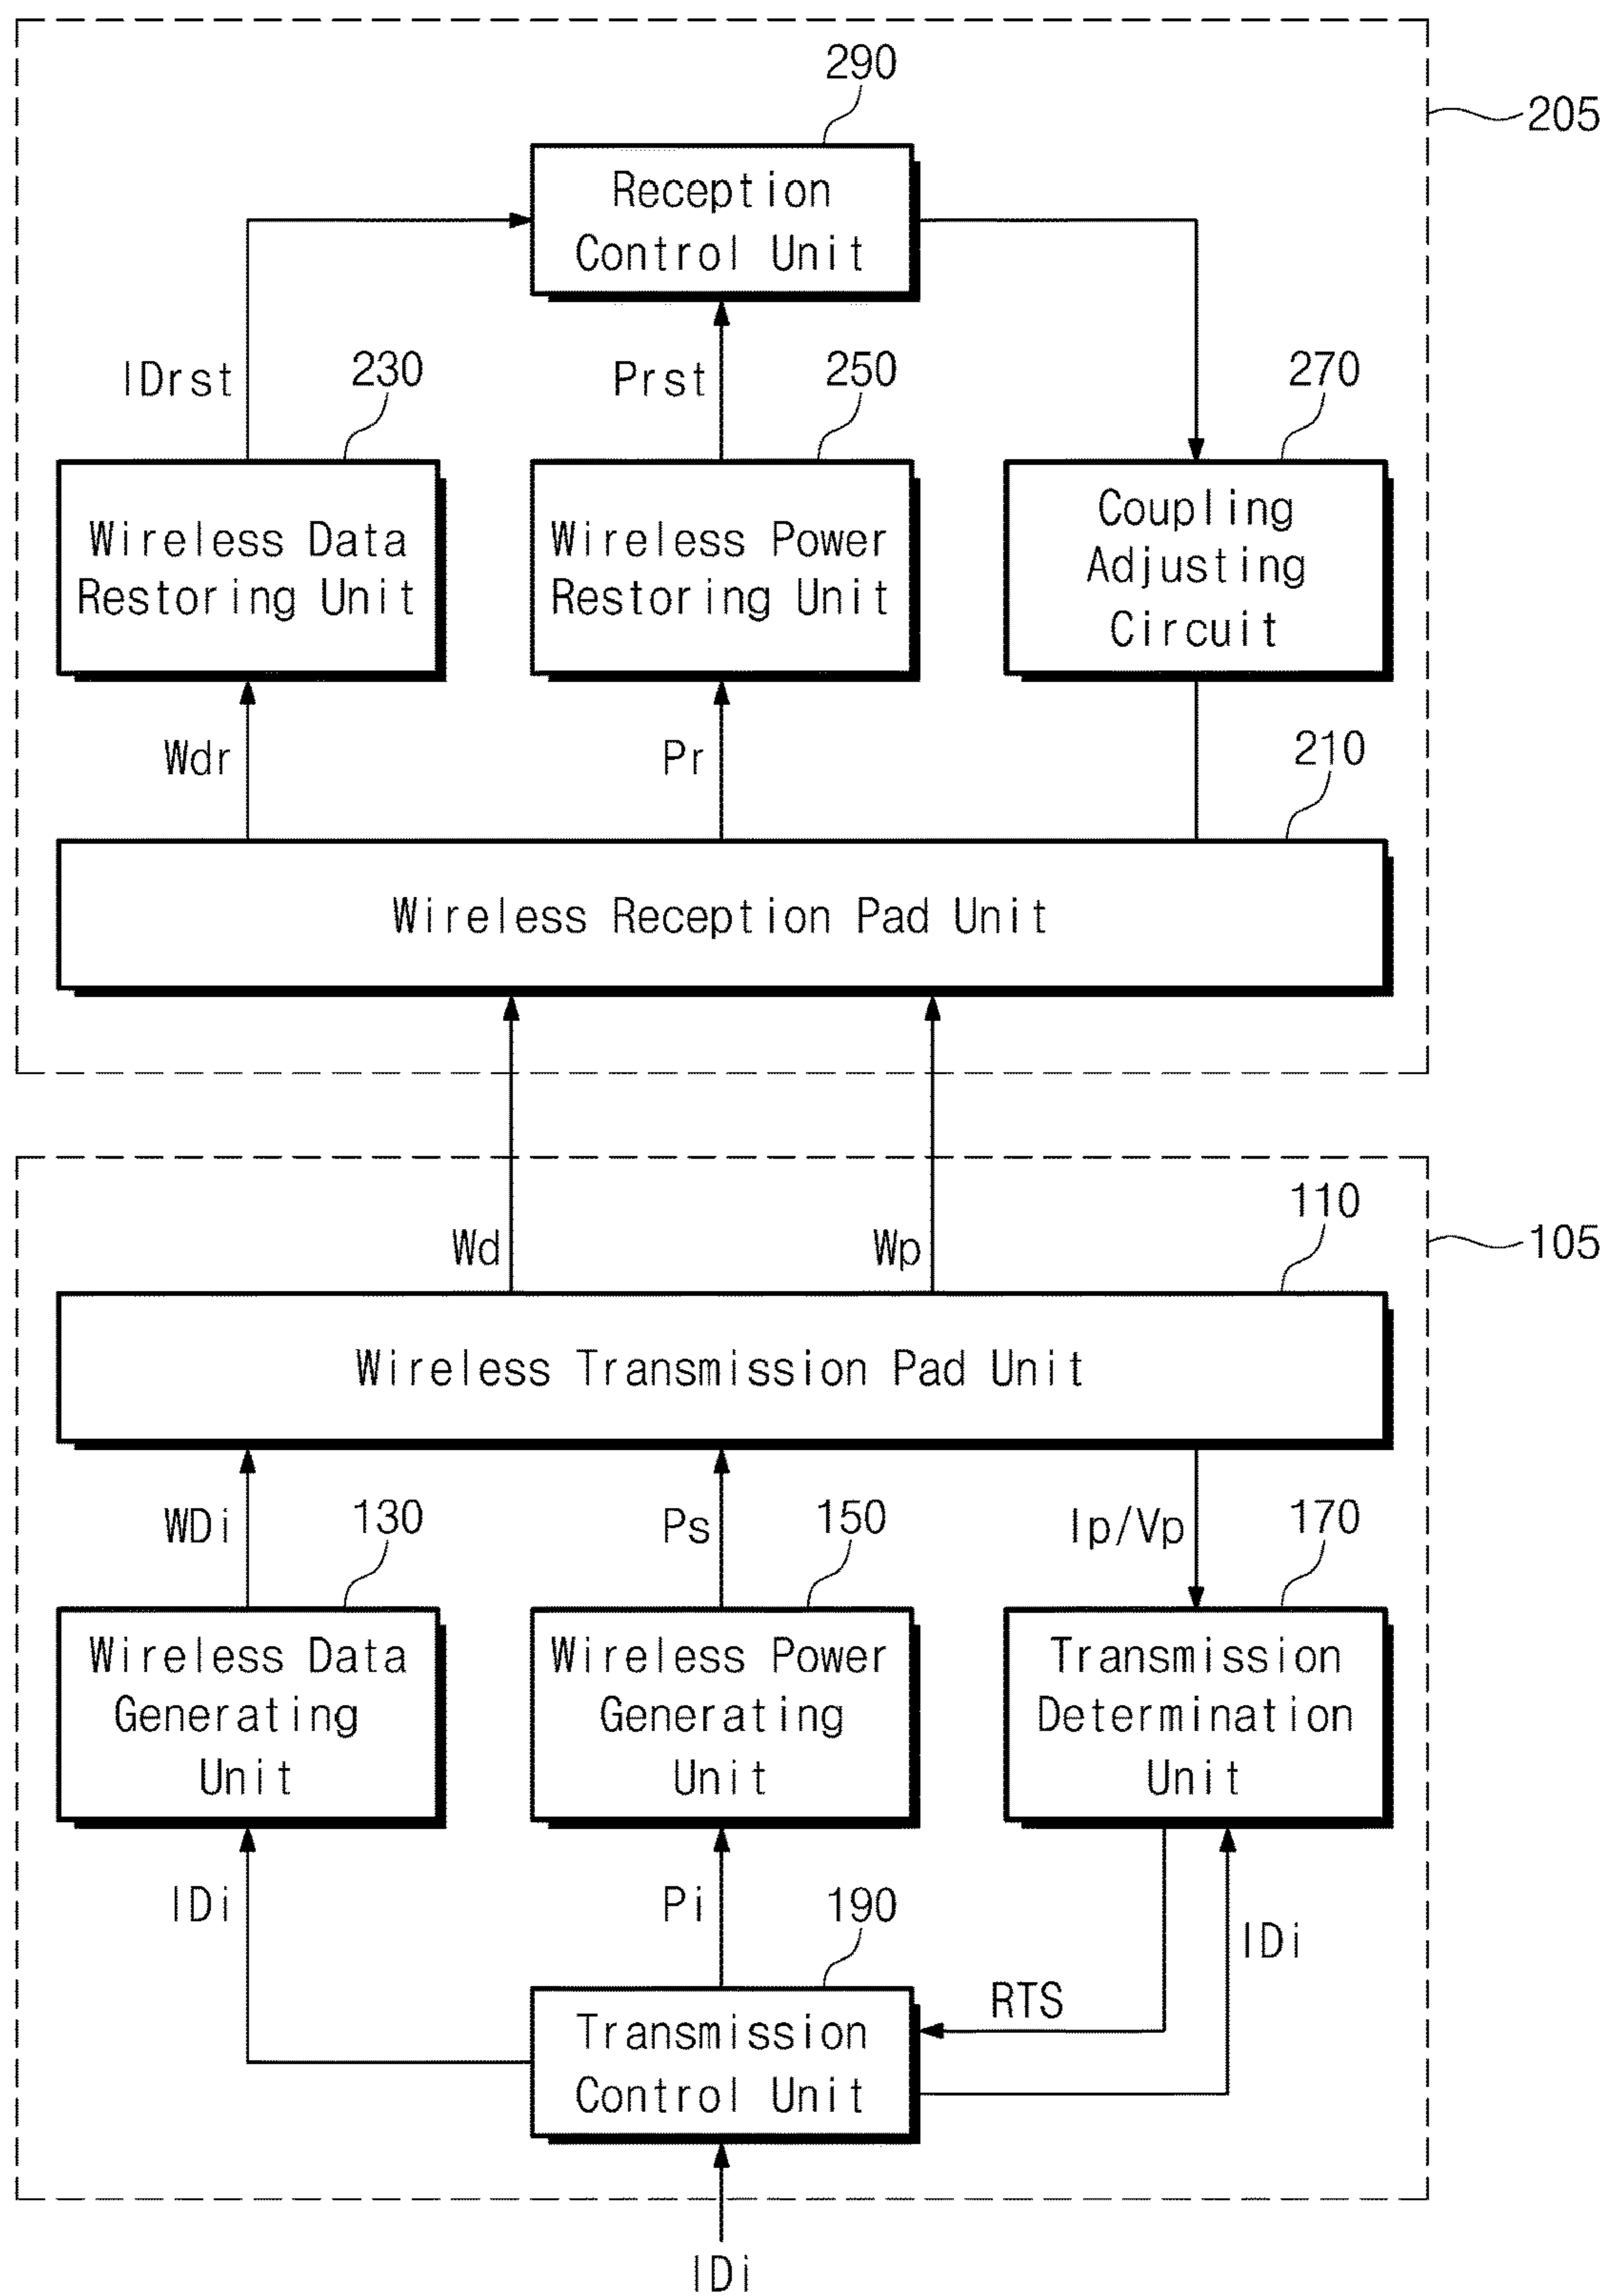 290
205
Reception
Control Unit
IDrst
230
Prst
250
270
Wireless Data
Restoring Unit
Wireless Power
Restoring Unit
Coupling
Adjusting
Circuit
Wdr
Pr
210
Wireless Reception Pad Unit
110
105
Wd
Wp
Wireless Transmission Pad Unit
WDi
130
Ps
150
Ip/Vp
170
Wireless Data
Generating
Unit
Wireless Power
Generating
Unit
Transmission
Determination
Unit
IDi
Pi
190
IDi
RTS
Transmission
Control Unit
IDi